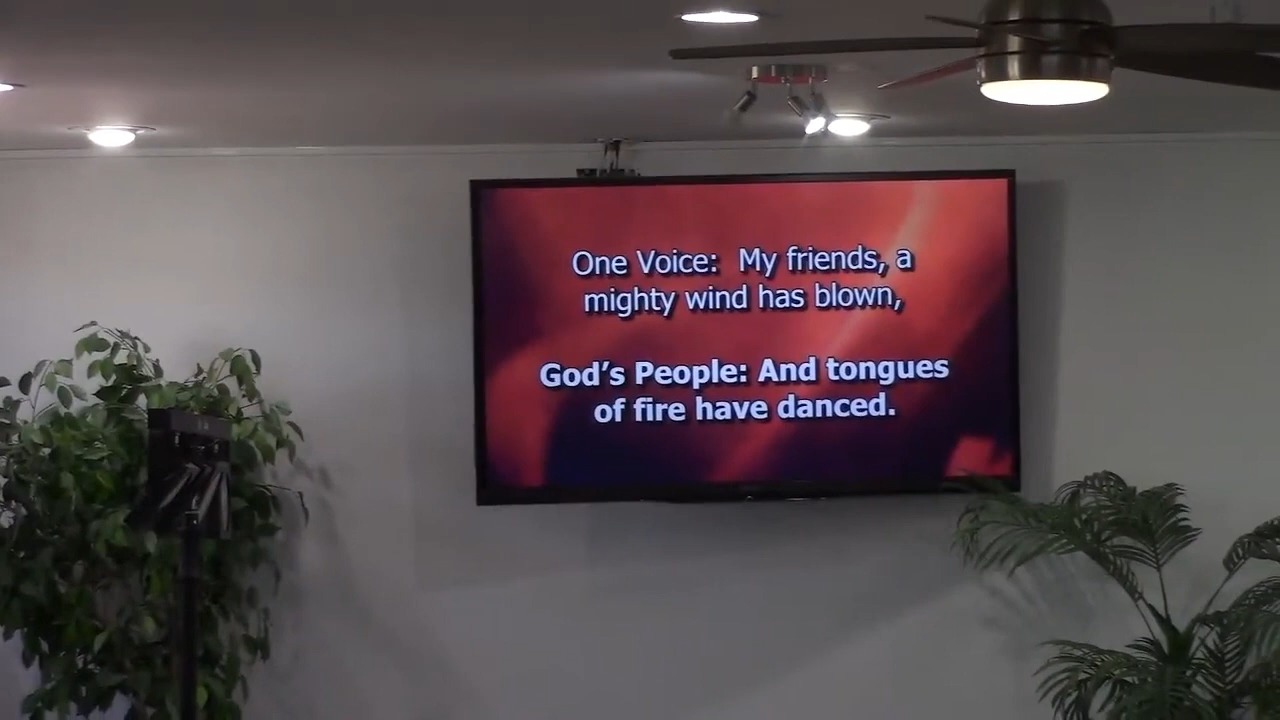 One Voice: My friends, a
mighty wind has blown,
God’s People: And tongues
of fire have danced.